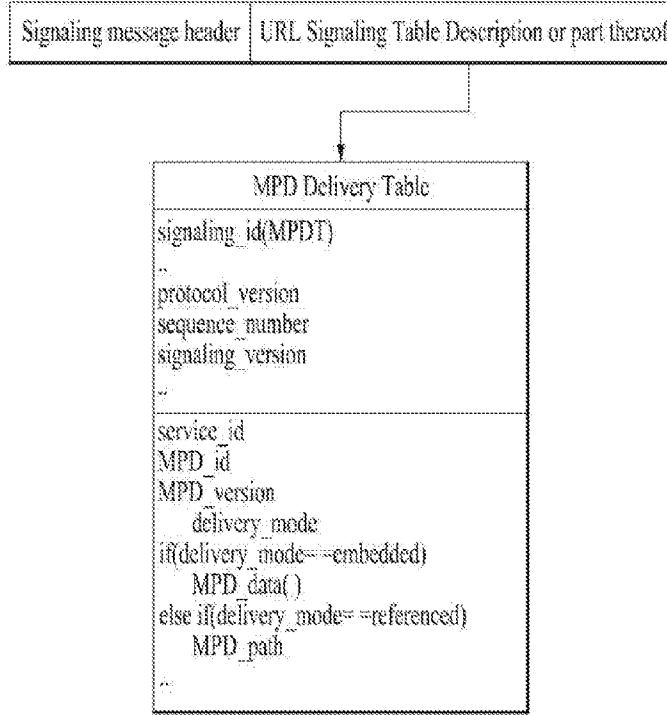 Signaling message header URL Signaling Table Description or part thereof
MPD Delivery Table
signaling_id(MPDT)
..
protocol_version
sequence_number
signaling_version
..
service_id
MPD_id
MPD_version
delivery_mode
if(delivery_mode= =embedded)
MPD_data( )
else if(delivery_mode= =referenced)
MPD_path
...